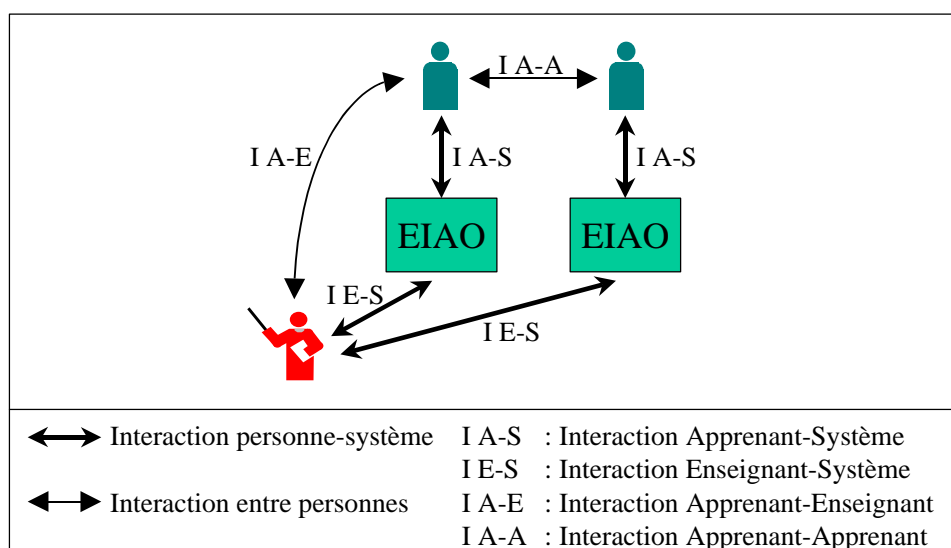 I A-A
I A-E
I A-S
I A-S
EIAO
EIAO
I E-S
I E-S
Interaction personne-système
I A-S : Interaction Apprenant-Système
I E-S : Interaction Enseignant-Système
Interaction entre personnes
I A-E : Interaction Apprenant-Enseignant
I A-A : Interaction Apprenant-Apprenant